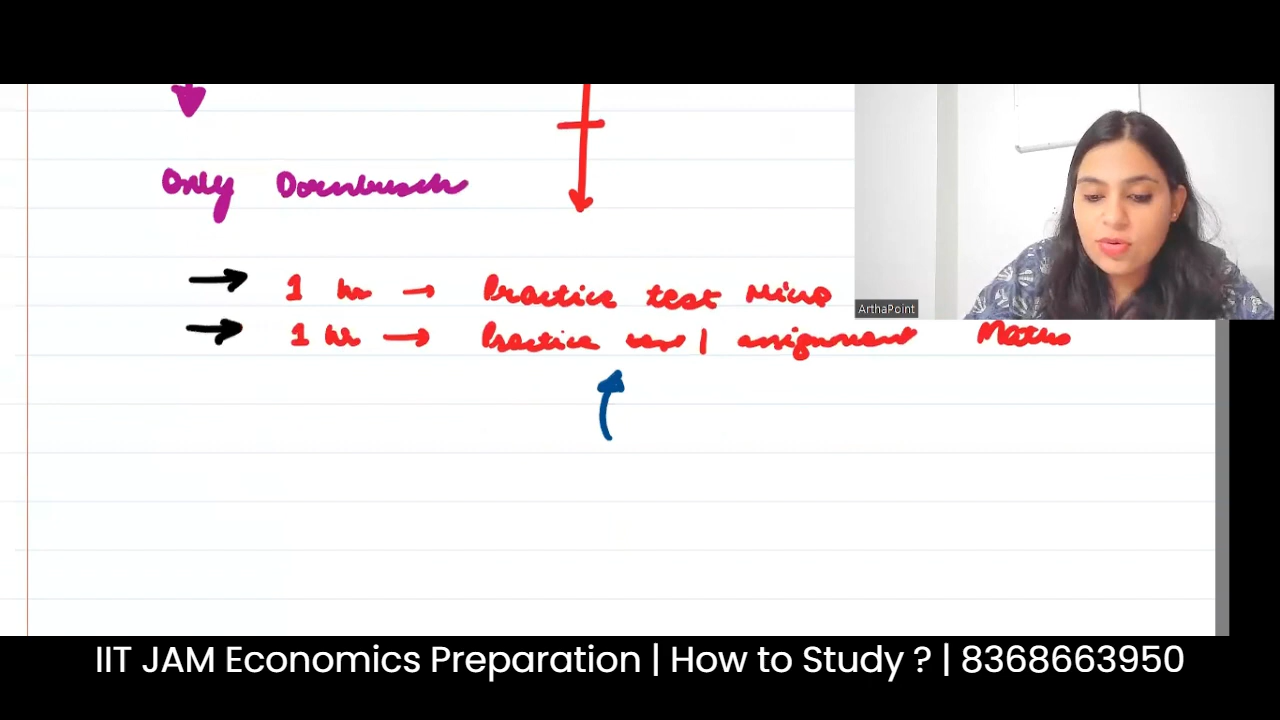 Only Dornbusch
1 hr → Practice test Micro
ArthaPoint
1 hr → Practice test | assignment Maths
IIT JAM Economics Preparation | How to Study ? | 8368663950